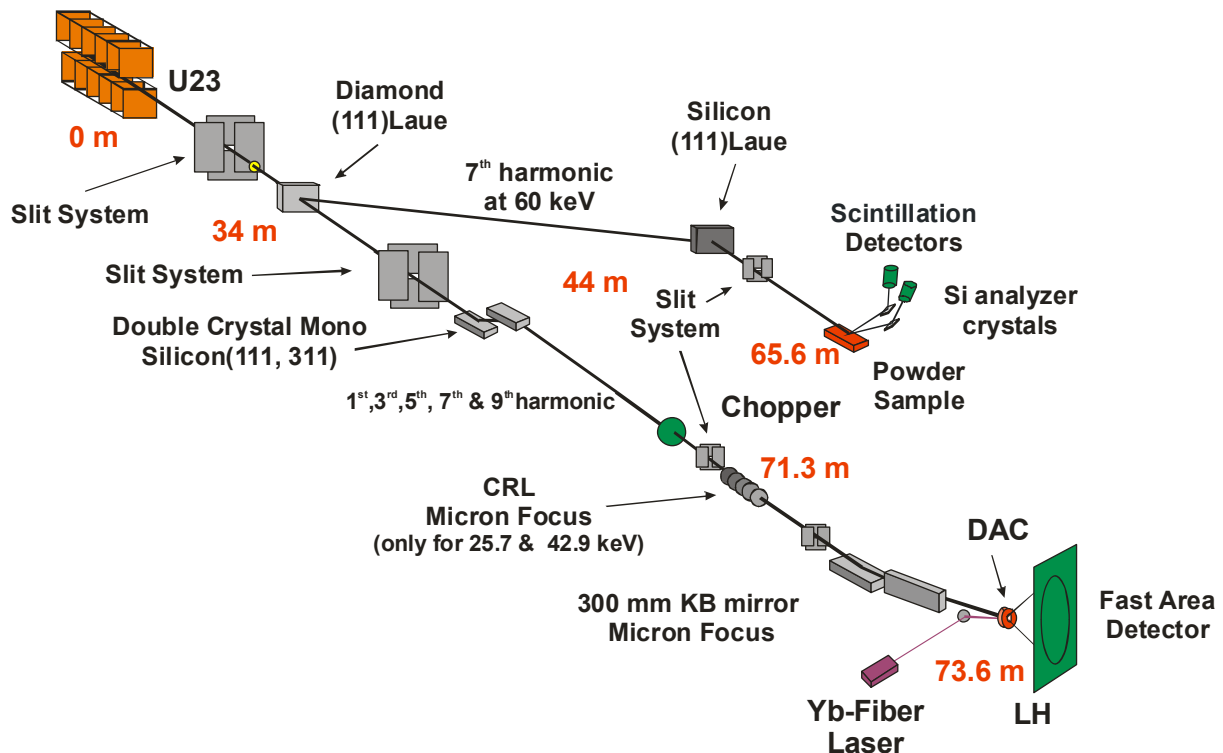 U23
0 m
Slit System
Diamond
(111)Laue
34 m
7th harmonic
at 60 keV
Silicon
(111)Laue
Scintillation
Detectors
Si analyzer
crystals
44 m
Slit
System
65.6 m
Powder
Sample
Slit System
Double Crystal Mono
Silicon(111, 311)
1st,3rd,5th, 7th & 9th harmonic
Chopper
71.3 m
CRL
Micron Focus
(only for 25.7 & 42.9 keV)
300 mm KB mirror
Micron Focus
DAC
Fast Area
Detector
73.6 m
Yb-Fiber
Laser
LH